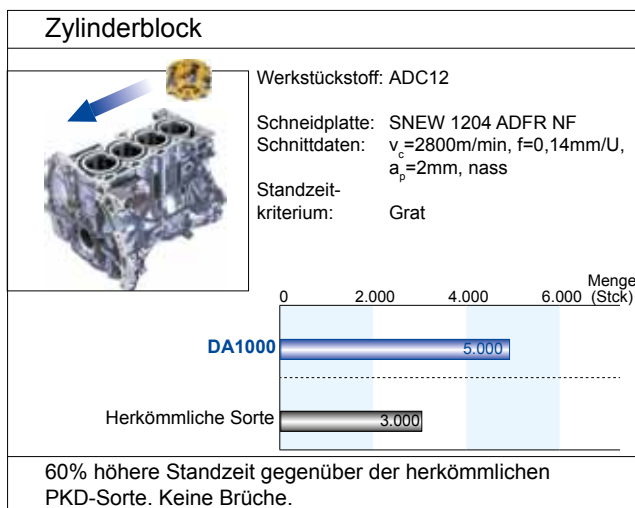 Zylinderblock
Werkstückstoff: ADC12
Schneidplatte: SNEW 1204 ADFR NF
Schnittdaten: vc=2800m/min, f=0,14mm/U,
ap=2mm, nass
Standzeit-
kriterium: Grat
Menge
0 2.000 4.000 6.000 (Stck)
DA1000 5.000
Herkömmliche Sorte 3.000
60% höhere Standzeit gegenüber der herkömmlichen
PKD-Sorte. Keine Brüche.